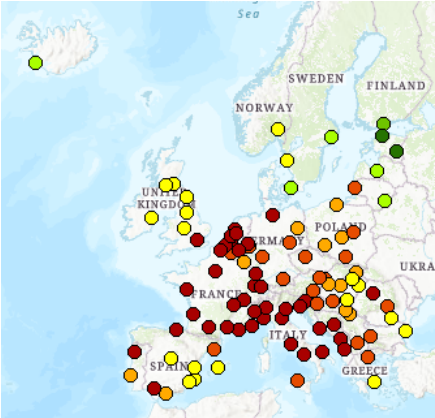 Sea
SWEDEN
FINLAND
NORWAY
UNITED
KINGDOM
GERMANY
POLAND
UKRA
FRANCE
ITALY
SPAIN
GREECE